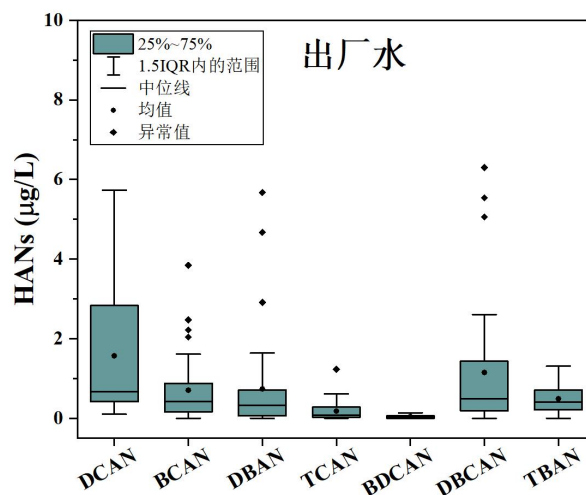 出厂水
25%~75%
1.5IQR内的范围
中位线
均值
异常值
HANs (μg/L)
10
8
6
4
2
0
DCAN
BCAN
DBAN
TCAN
BDCAN
DBCAN
TBAN